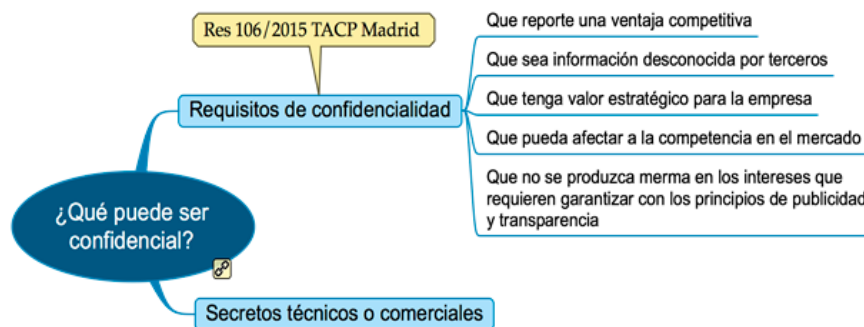 Res 106/2015 TACP Madrid
Requisitos de confidencialidad
Que reporte una ventaja competitiva
Que sea información desconocida por terceros
Que tenga valor estratégico para la empresa
Que pueda afectar a la competencia en el mercado
Que no se produzca merma en los intereses que
requieren garantizar con los principios de publicidad
y transparencia
¿Qué puede ser
confidencial?
Secretos técnicos o comerciales